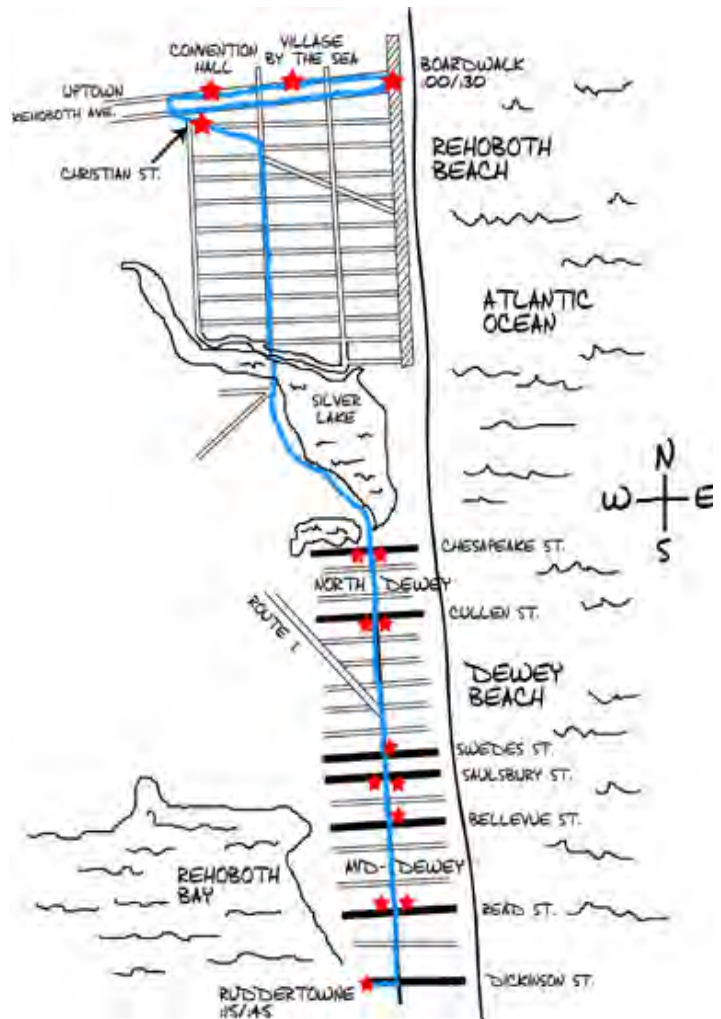 CONVENTION
HALL
VILLAGE
BY THE SEA
BOARDWALK
:00/:30
UPTOWN
REHOBOTH AVE.
CHRISTIAN ST.
REHOBOTH
BEACH
ATLANTIC
OCEAN
SILVER
LAKE
N
W E
S
CHESAPEAKE ST.
NORTH DEWEY
CULLEN ST.
ROUTE 1
DEWEY
BEACH
SWEDES ST.
SAULSBURY ST.
BELLEVUE ST.
REHOBOTH
BAY
MID-DEWEY
READ ST.
DICKINSON ST.
RUDDERTOWNE
:15/:45